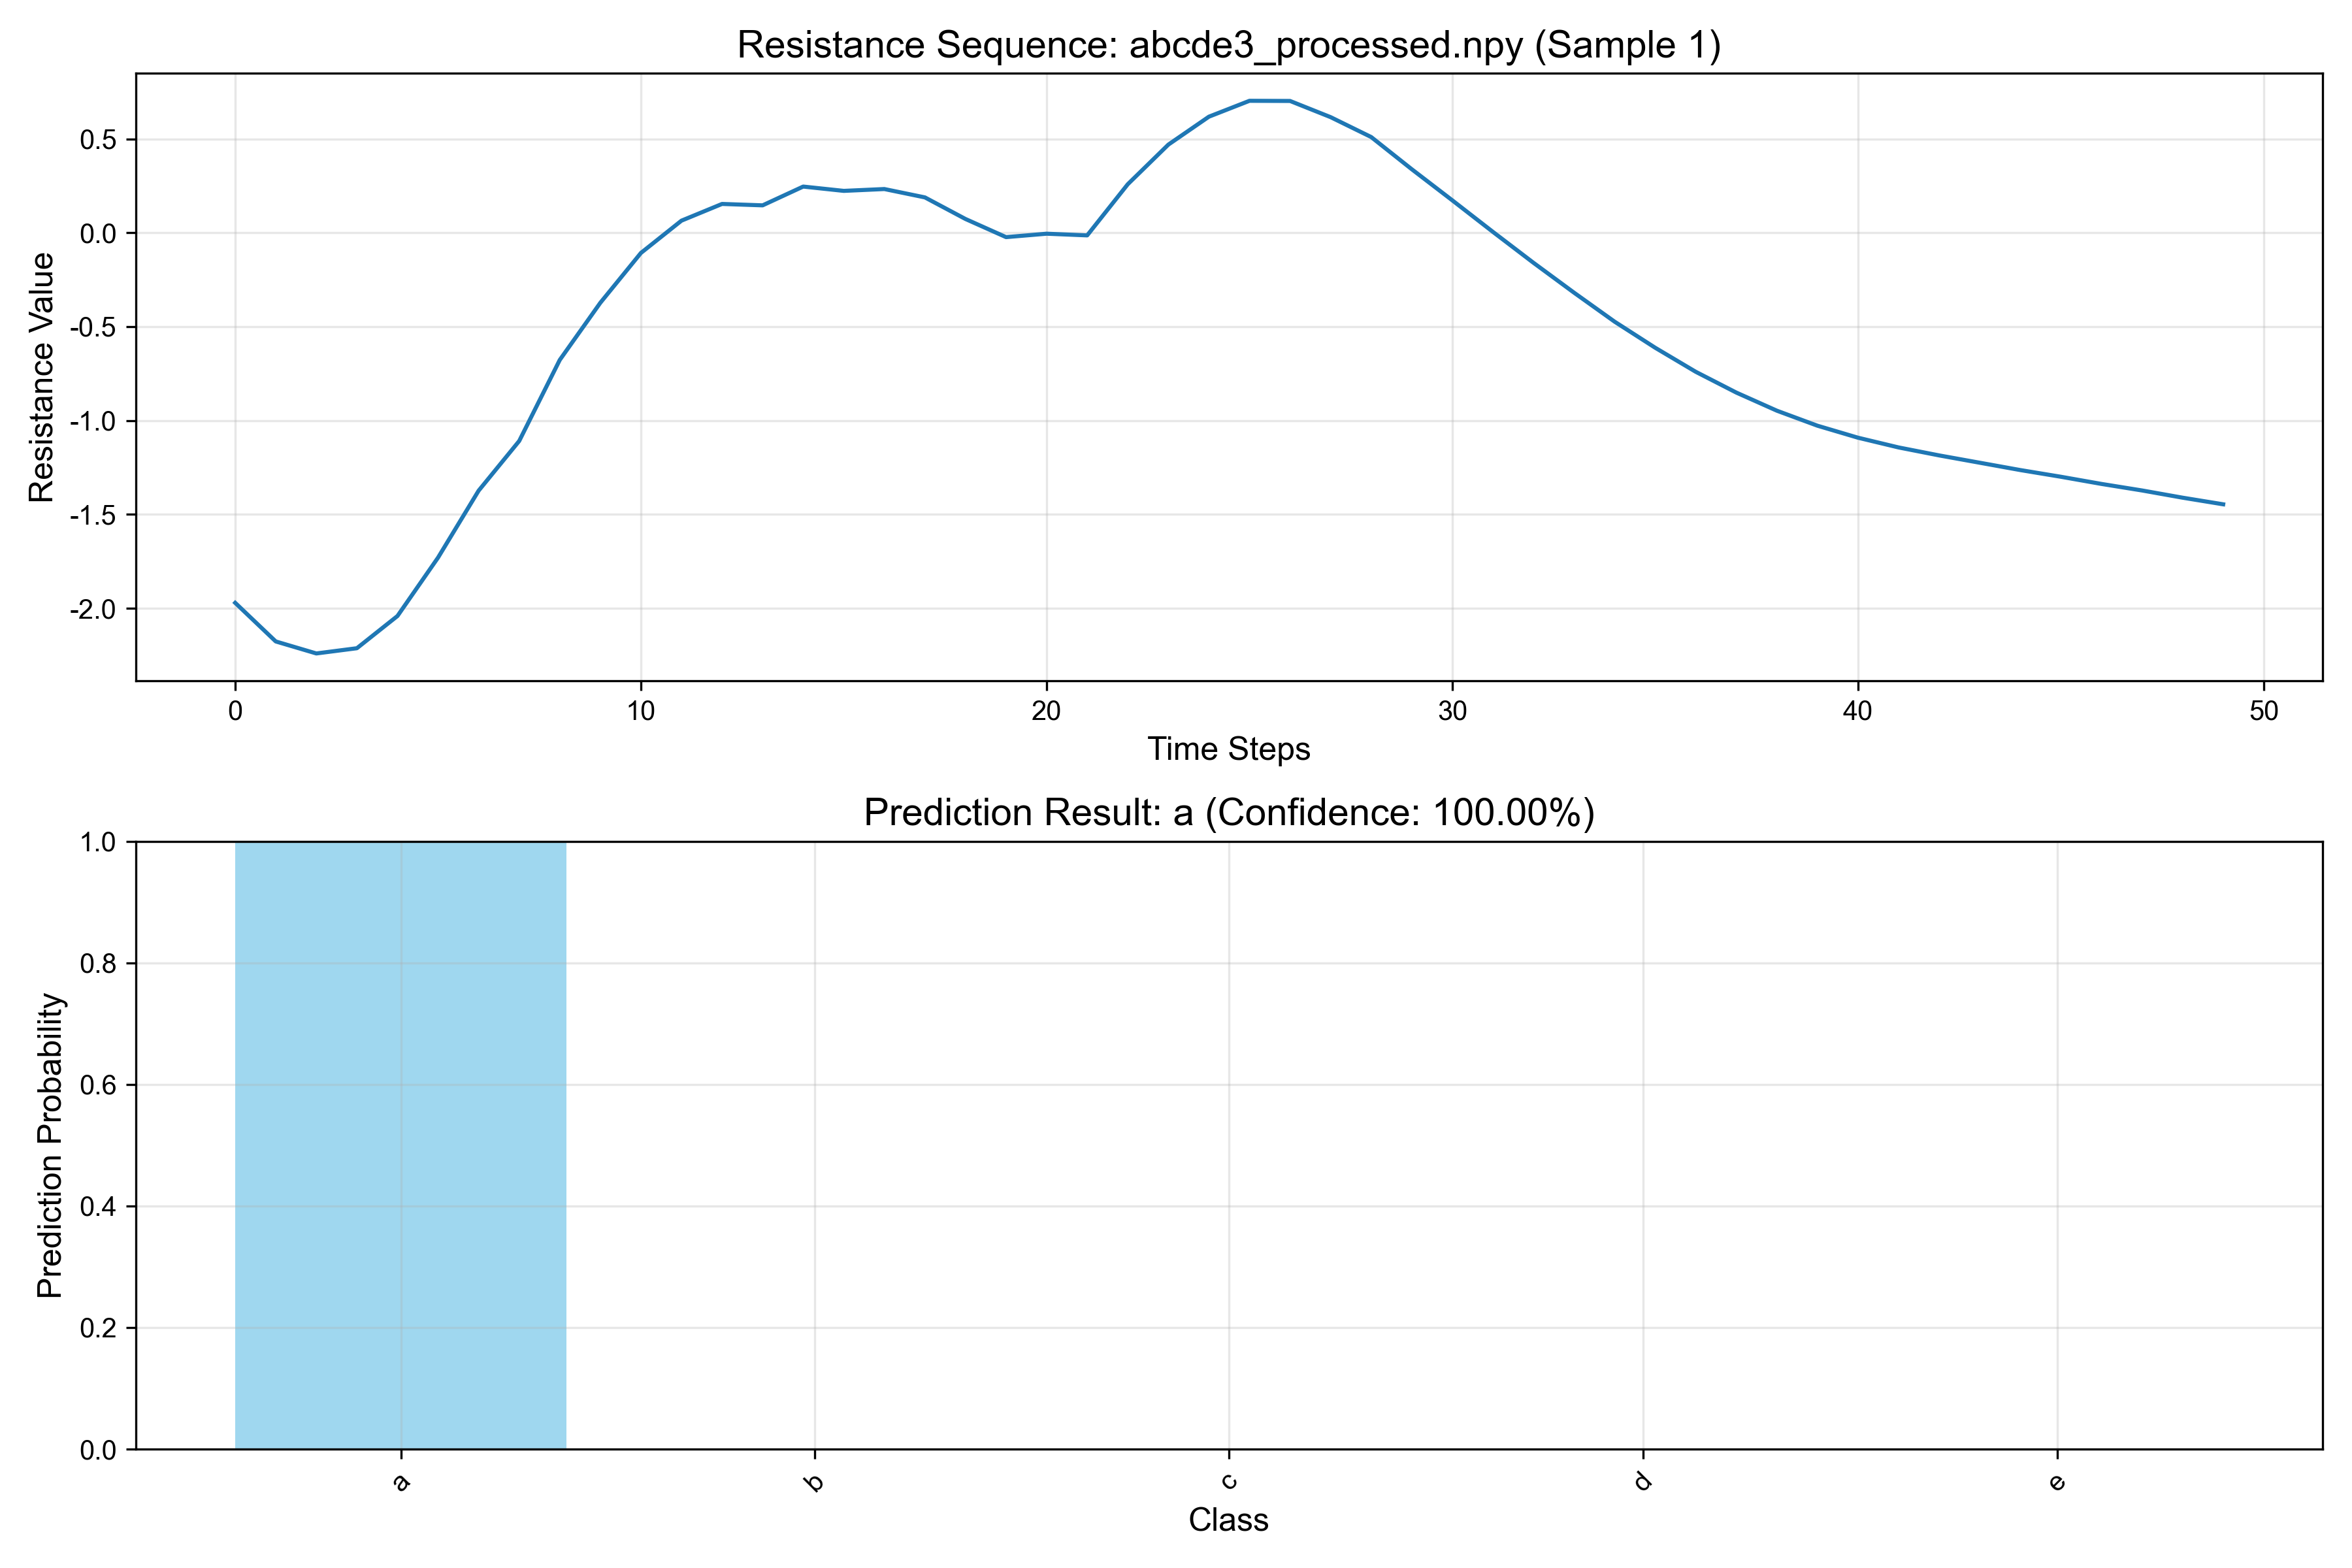 Resistance Sequence: abcde3_processed.npy (Sample 1)
Resistance Value
0.5
0.0
-0.5
-1.0
-1.5
-2.0
0 10 20 30 40 50
Time Steps
Prediction Result: a (Confidence: 100.00%)
Prediction Probability
1.0
0.8
0.6
0.4
0.2
0.0
a b c d e
Class